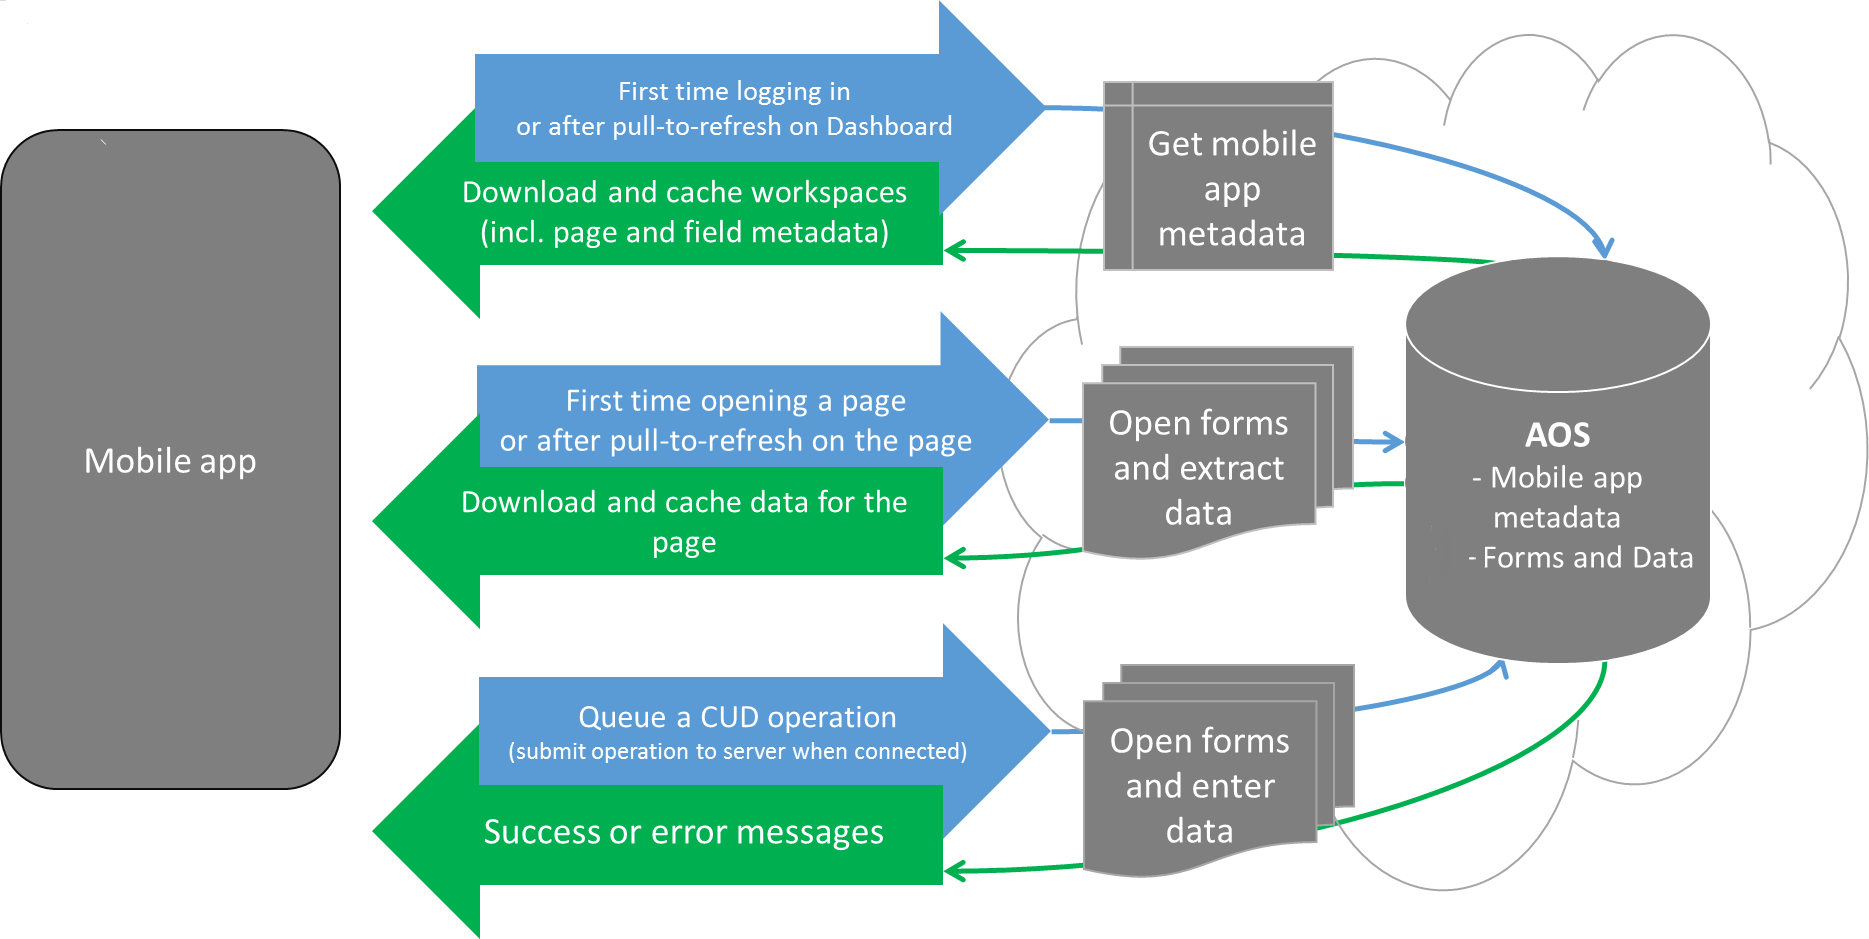 Mobile app
First time logging in
or after pull-to-refresh on Dashboard
Download and cache workspaces
(incl. page and field metadata)
Get mobile
app
metadata
First time opening a page
or after pull-to-refresh on the page
Download and cache data for the
page
Open forms
and extract
data
AOS
- Mobile app
metadata
- Forms and Data
Queue a CUD operation
(submit operation to server when connected)
Success or error messages
Open forms
and enter
data